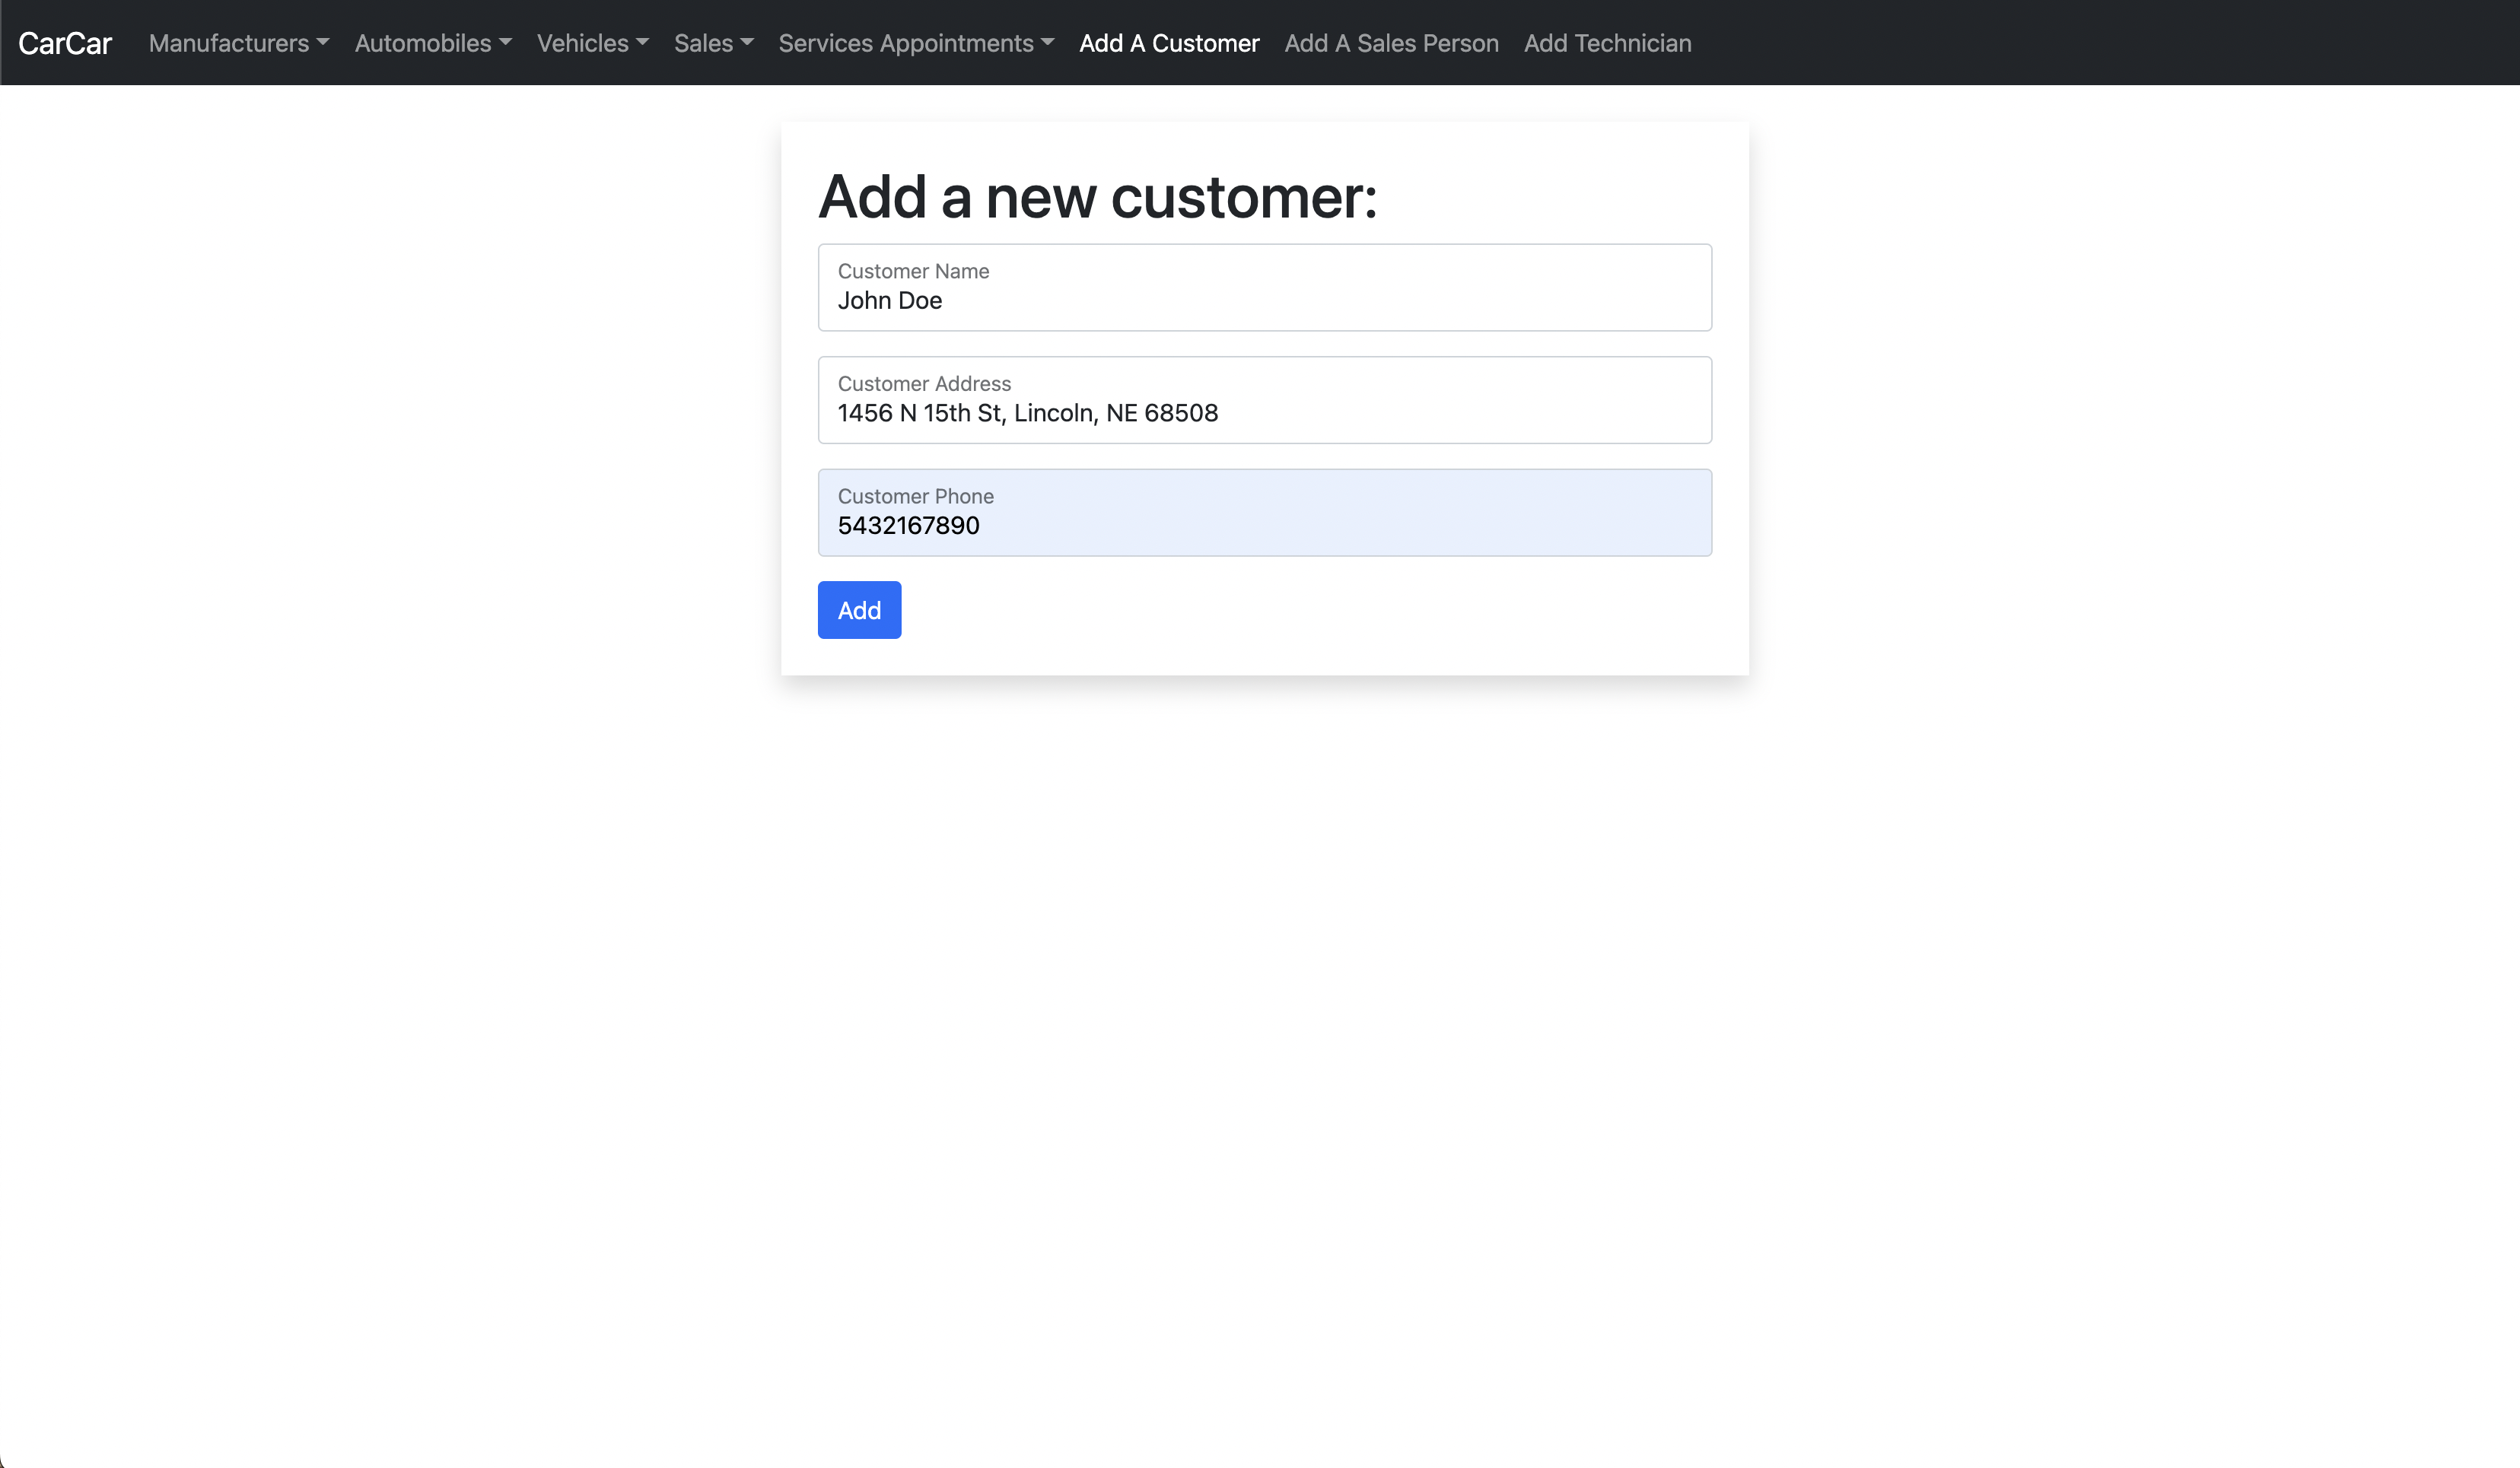 CarCar Manufacturers Automobiles Vehicles Sales Services Appointments Add A Customer Add A Sales Person Add Technician
Add a new customer:
Customer Name
John Doe
Customer Address
1456 N 15th St, Lincoln, NE 68508
Customer Phone
5432167890
Add